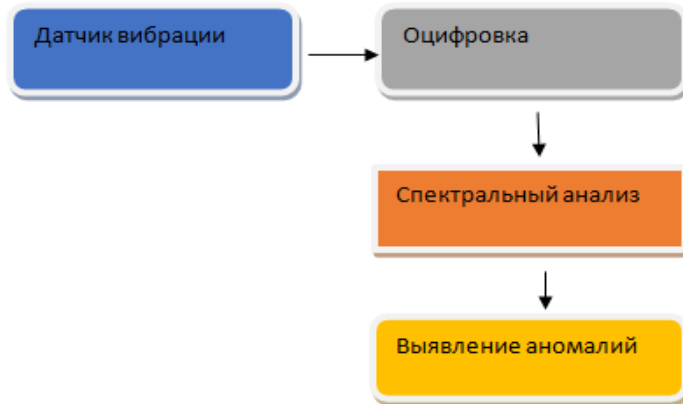 Датчик вибрации
Оцифровка
Спектральный анализ
Выявление аномалий